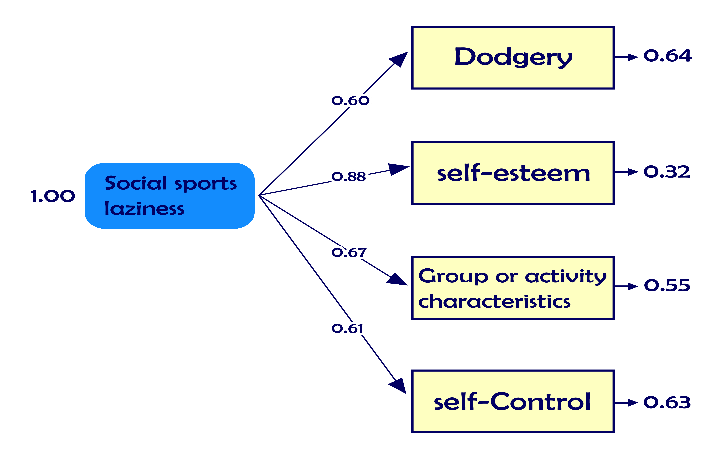 Dodgery
0.64
0.60
self-esteem
0.32
0.88
1.00
Social sports
laziness
0.67
Group or activity
characteristics
0.55
0.61
self-Control
0.63